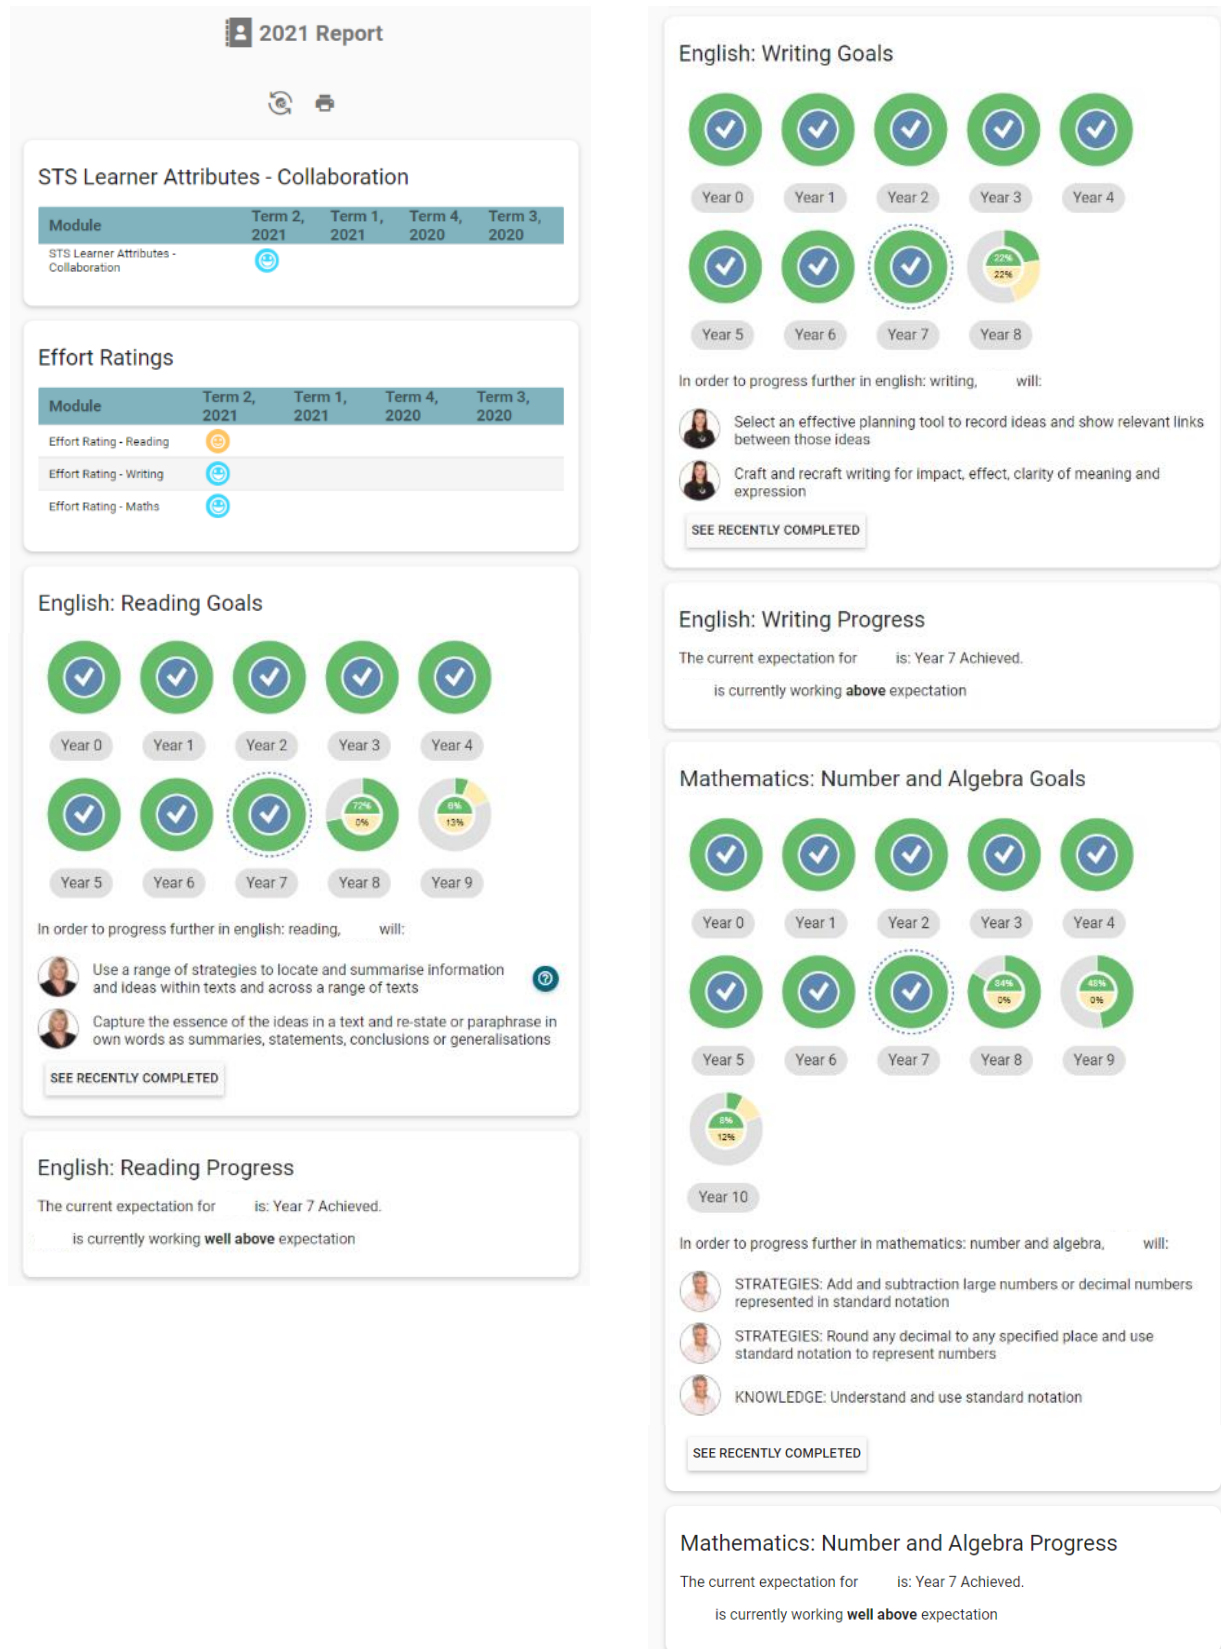 2021 Report
STS Learner Attributes - Collaboration
Module Term 2, 2021 Term 1, 2021 Term 4, 2020 Term 3, 2020
STS Learner Attributes -
Collaboration
Effort Ratings
Module Term 2, 2021 Term 1, 2021 Term 4, 2020 Term 3, 2020
Effort Rating - Reading
Effort Rating - Writing
Effort Rating - Maths
English: Reading Goals
Year 0 Year 1 Year 2 Year 3 Year 4
72% 6%
0% 13%
Year 5 Year 6 Year 7 Year 8 Year 9
In order to progress further in english: reading, will:
Use a range of strategies to locate and summarise information
and ideas within texts and across a range of texts
Capture the essence of the ideas in a text and re-state or paraphrase in
own words as summaries, statements, conclusions or generalisations
SEE RECENTLY COMPLETED
English: Reading Progress
The current expectation for is: Year 7 Achieved.
is currently working well above expectation
English: Writing Goals
Year 0 Year 1 Year 2 Year 3 Year 4
22%
22%
Year 5 Year 6 Year 7 Year 8
In order to progress further in english: writing, will:
Select an effective planning tool to record ideas and show relevant links
between those ideas
Craft and recraft writing for impact, effect, clarity of meaning and
expression
SEE RECENTLY COMPLETED
English: Writing Progress
The current expectation for is: Year 7 Achieved.
is currently working above expectation
Mathematics: Number and Algebra Goals
Year 0 Year 1 Year 2 Year 3 Year 4
84% 48%
0% 0%
Year 5 Year 6 Year 7 Year 8 Year 9
8%
12%
Year 10
In order to progress further in mathematics: number and algebra, will:
STRATEGIES: Add and subtraction large numbers or decimal numbers
represented in standard notation
STRATEGIES: Round any decimal to any specified place and use
standard notation to represent numbers
KNOWLEDGE: Understand and use standard notation
SEE RECENTLY COMPLETED
Mathematics: Number and Algebra Progress
The current expectation for is: Year 7 Achieved.
is currently working well above expectation